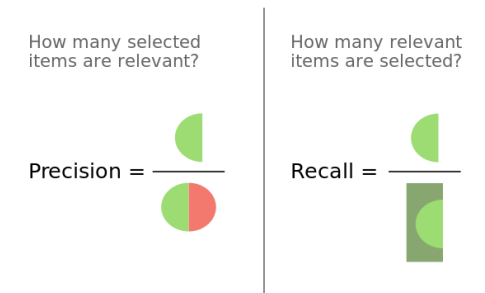 How many selected
items are relevant?
Precision =
How many relevant
items are selected?
Recall =